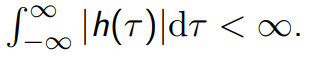 ∫_{-∞}^{∞} |h(τ)|dτ < ∞.